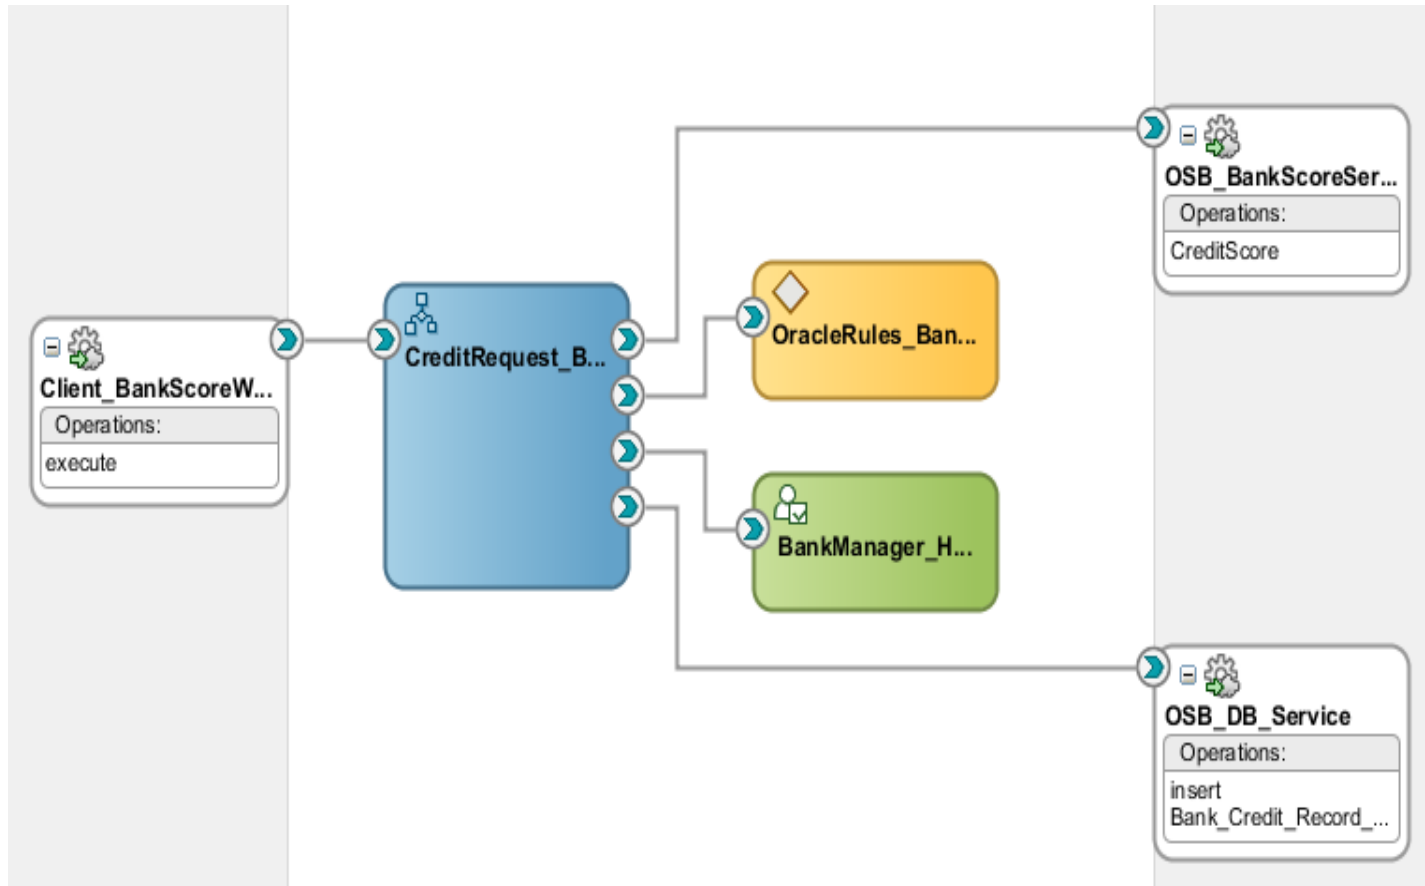 Client_BankScoreW...
Operations:
execute
CreditRequest_B...
OracleRules_Ban...
BankManager_H...
OSB_BankScoreSer...
Operations:
CreditScore
OSB_DB_Service
Operations:
insert
Bank_Credit_Record_...